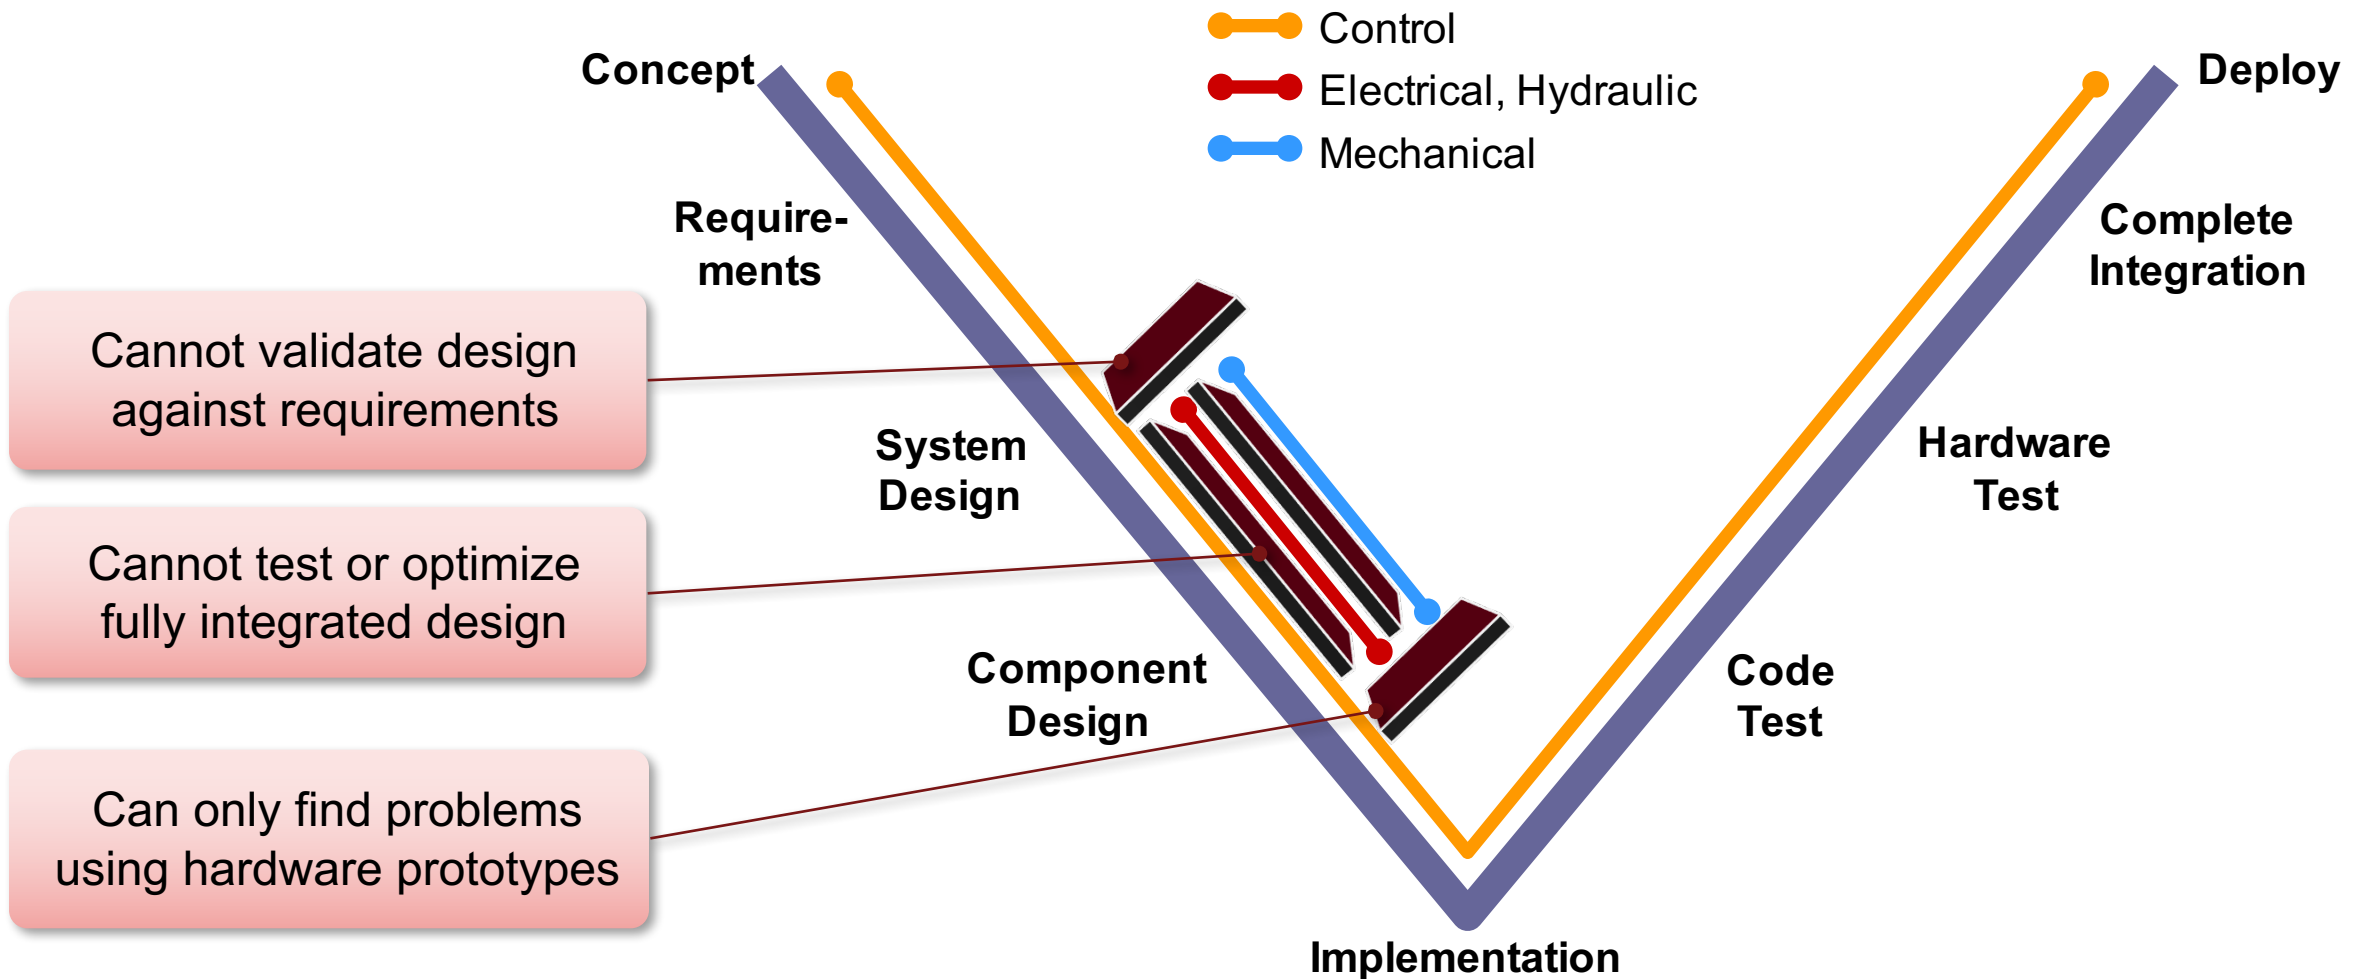 Control
Electrical, Hydraulic
Mechanical
Concept
Deploy
Require-
ments
Complete
Integration
Cannot validate design
against requirements
System
Design
Hardware
Test
Cannot test or optimize
fully integrated design
Component
Design
Code
Test
Can only find problems
using hardware prototypes
Implementation